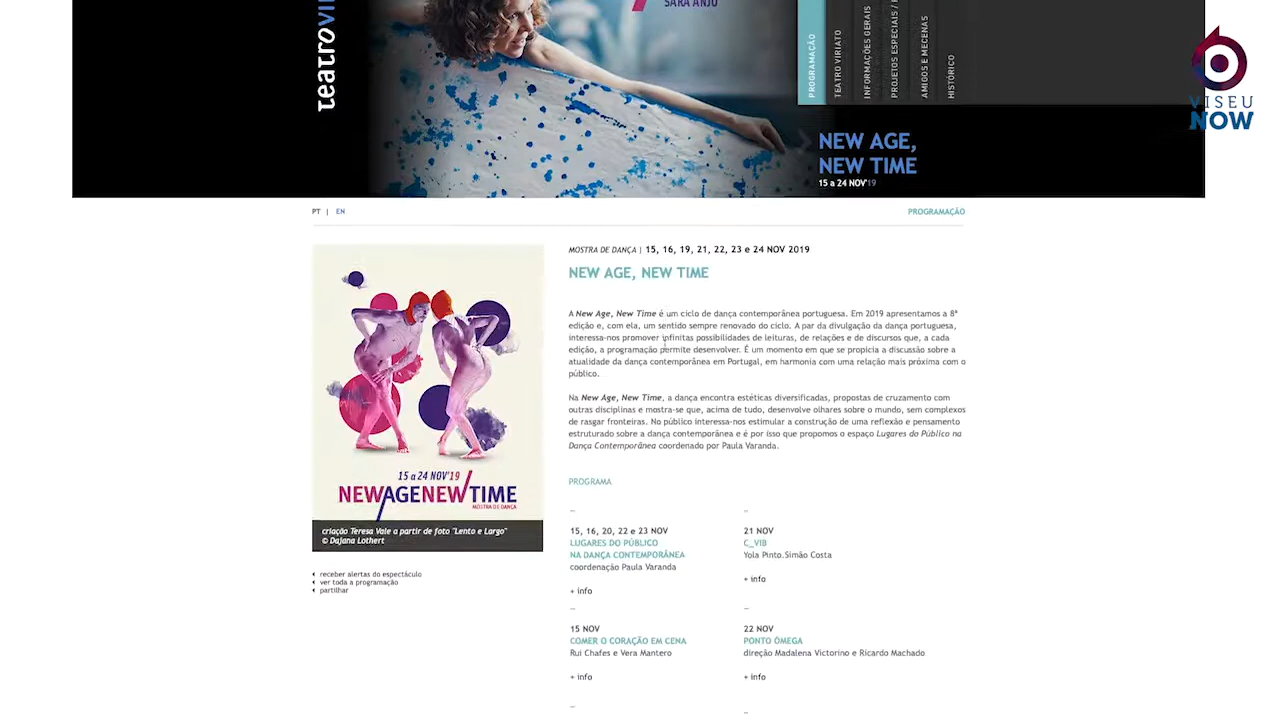 SARA ANJO
teatro
PROGRAMAÇÃO
TEATRO VIRIATO
INFORMAÇÕES GERAIS
PROJETOS ESPECIAIS /
AMIGOS E MECENAS
HISTÓRICO
VISEU
NOW
NEW AGE,
NEW TIME
15 a 24 NOV'19
PT | EN
PROGRAMAÇÃO
MOSTRA DE DANÇA | 15, 16, 19, 21, 22, 23 e 24 NOV 2019
NEW AGE, NEW TIME
A New Age, New Time é um ciclo de dança contemporânea portuguesa. Em 2019 apresentamos a 8ª
edição e, com ela, um sentido sempre renovado do ciclo. A par da divulgação da dança portuguesa,
interessa-nos promover infinitas possibilidades de leituras, de relações e de discursos que, a cada
edição, a programação permite desenvolver. É um momento em que se propicia a discussão sobre a
atualidade da dança contemporânea em Portugal, em harmonia com uma relação mais próxima com o
público.
Na New Age, New Time, a dança encontra estéticas diversificadas, propostas de cruzamento com
outras disciplinas e mostra-se que, acima de tudo, desenvolve olhares sobre o mundo, sem complexos
de rasgar fronteiras. No público interessa-nos estimular a construção de uma reflexão e pensamento
estruturado sobre a dança contemporânea e é por isso que propomos o espaço Lugares do Público na
Dança Contemporânea coordenado por Paula Varanda.
15 a 24 NOV'19
NEW/AGENEW/TIME
MOSTRA DE DANÇA
criação Teresa Vale a partir de foto "Lento e Largo"
© Dajana Lothert
◂ receber alertas do espectáculo
◂ ver toda a programação
◂ partilhar
PROGRAMA
_
15, 16, 20, 22 e 23 NOV
LUGARES DO PÚBLICO
NA DANÇA CONTEMPORÂNEA
coordenação Paula Varanda
+ info
_
21 NOV
C_VIB
Yola Pinto.Simão Costa
+ info
_
15 NOV
COMER O CORAÇÃO EM CENA
Rui Chafes e Vera Mantero
+ info
_
22 NOV
PONTO ÓMEGA
direção Madalena Victorino e Ricardo Machado
+ info